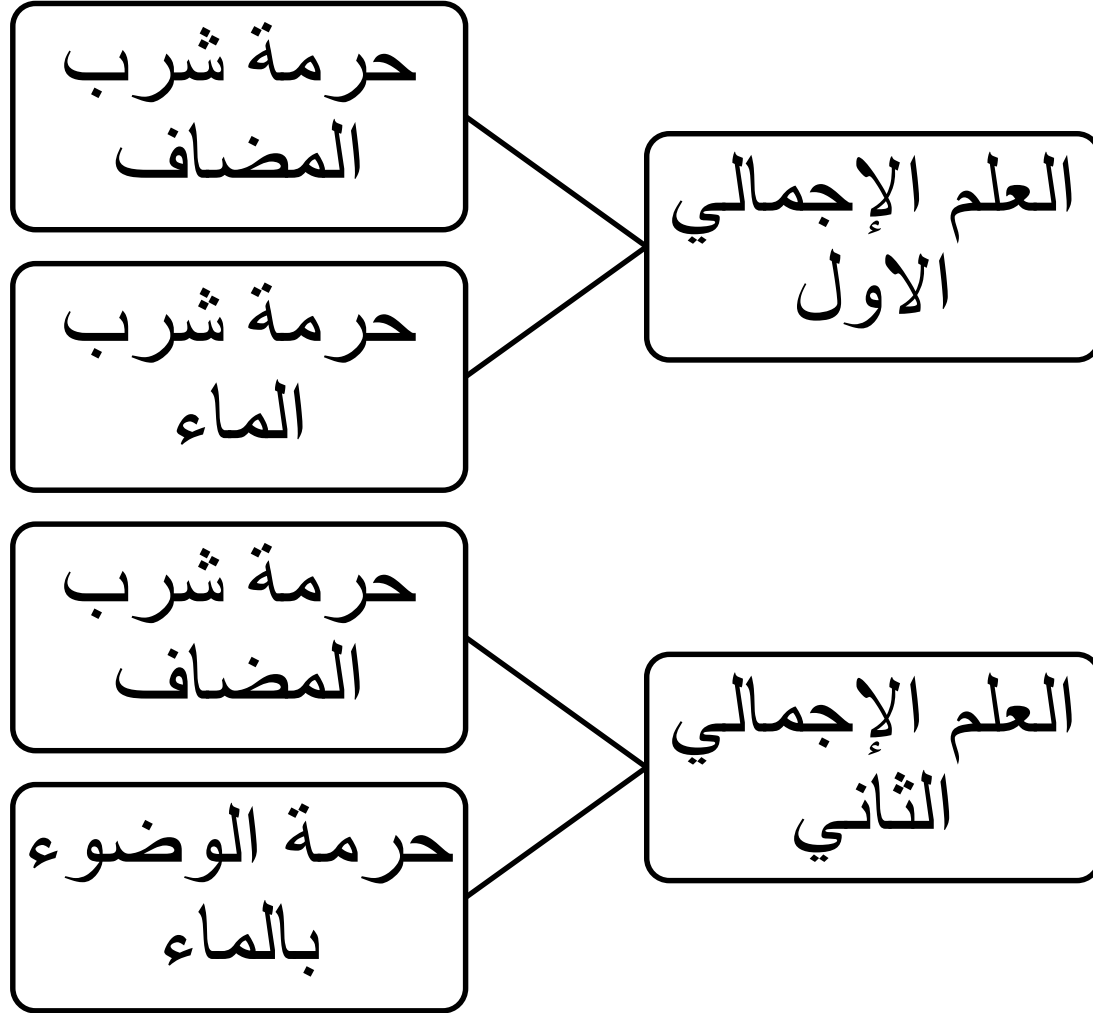 العلم الإجمالي
الاول
حرمة شرب
المضاف
حرمة شرب
الماء
العلم الإجمالي
الثاني
حرمة شرب
المضاف
حرمة الوضوء
بالماء